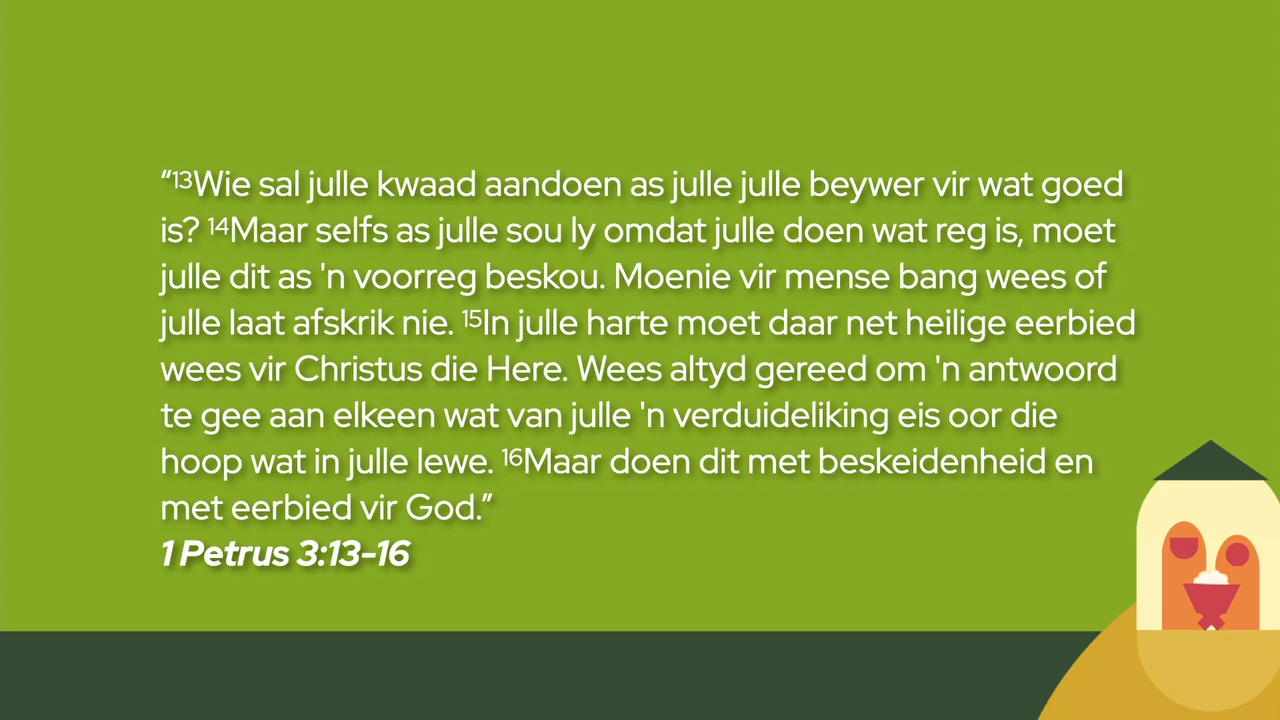 “¹³Wie sal julle kwaad aandoen as julle julle beywer vir wat goed
is? ¹⁴Maar selfs as julle sou ly omdat julle doen wat reg is, moet
julle dit as 'n voorreg beskou. Moenie vir mense bang wees of
julle laat afskrik nie. ¹⁵In julle harte moet daar net heilige eerbied
wees vir Christus die Here. Wees altyd gereed om 'n antwoord
te gee aan elkeen wat van julle 'n verduideliking eis oor die
hoop wat in julle lewe. ¹⁶Maar doen dit met beskeidenheid en
met eerbied vir God.”
1 Petrus 3:13-16